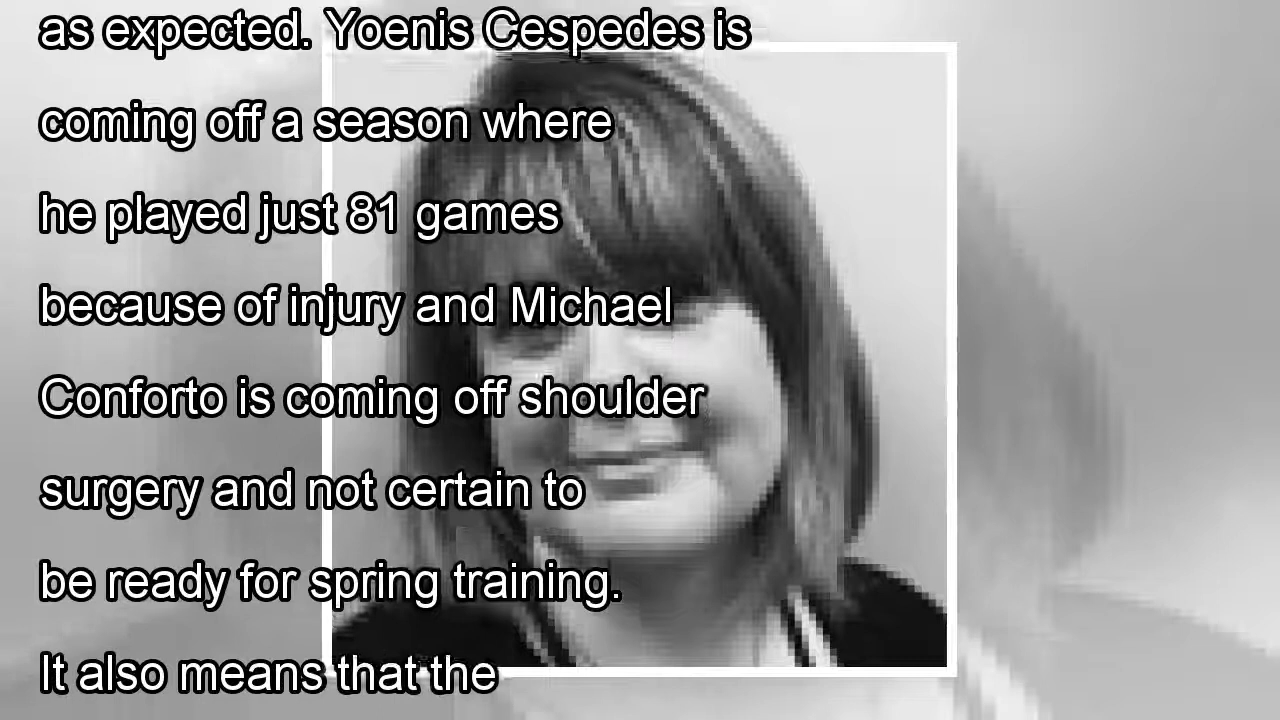 as expected. Yoenis Cespedes is
coming off a season where
he played just 81 games
because of injury and Michael
Conforto is coming off shoulder
surgery and not certain to
be ready for spring training.
It also means that the